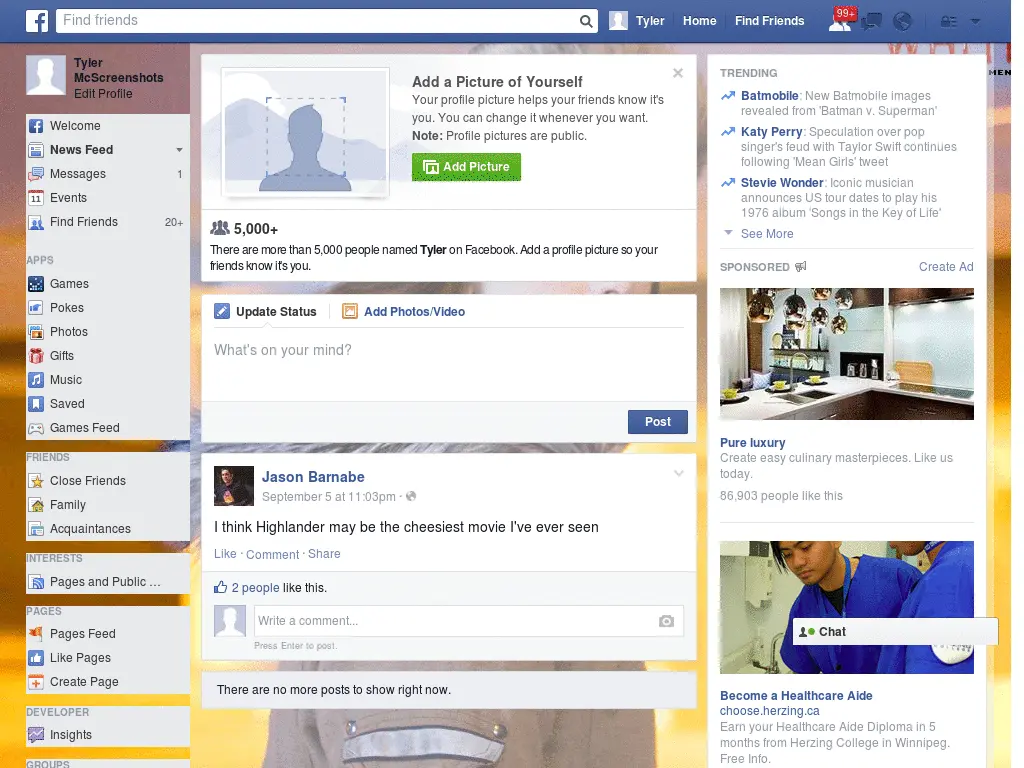 Find friends
Tyler
Home
Find Friends
99+
Tyler
McScreenshots
Edit Profile
Welcome
News Feed
Messages 1
11 Events
Find Friends 20+
APPS
Games
Pokes
Photos
Gifts
Music
Saved
Games Feed
FRIENDS
Close Friends
Family
Acquaintances
INTERESTS
Pages and Public ...
PAGES
Pages Feed
Like Pages
Create Page
DEVELOPER
Insights
GROUPS
Add a Picture of Yourself
Your profile picture helps your friends know it's
you. You can change it whenever you want.
Note: Profile pictures are public.
Add Picture
5,000+
There are more than 5,000 people named Tyler on Facebook. Add a profile picture so your
friends know it's you.
Update Status
Add Photos/Video
What's on your mind?
Post
Jason Barnabe
September 5 at 11:03pm ·
I think Highlander may be the cheesiest movie I've ever seen
Like · Comment · Share
2 people like this.
Write a comment...
Press Enter to post.
There are no more posts to show right now.
TRENDING
Batmobile: New Batmobile images
revealed from 'Batman v. Superman'
Katy Perry: Speculation over pop
singer's feud with Taylor Swift continues
following 'Mean Girls' tweet
Stevie Wonder: Iconic musician
announces US tour dates to play his
1976 album 'Songs in the Key of Life'
See More
SPONSORED
Create Ad
Pure luxury
Create easy culinary masterpieces. Like us
today.
86,903 people like this
Chat
Become a Healthcare Aide
choose.herzing.ca
Earn your Healthcare Aide Diploma in 5
months from Herzing College in Winnipeg.
Free Info.